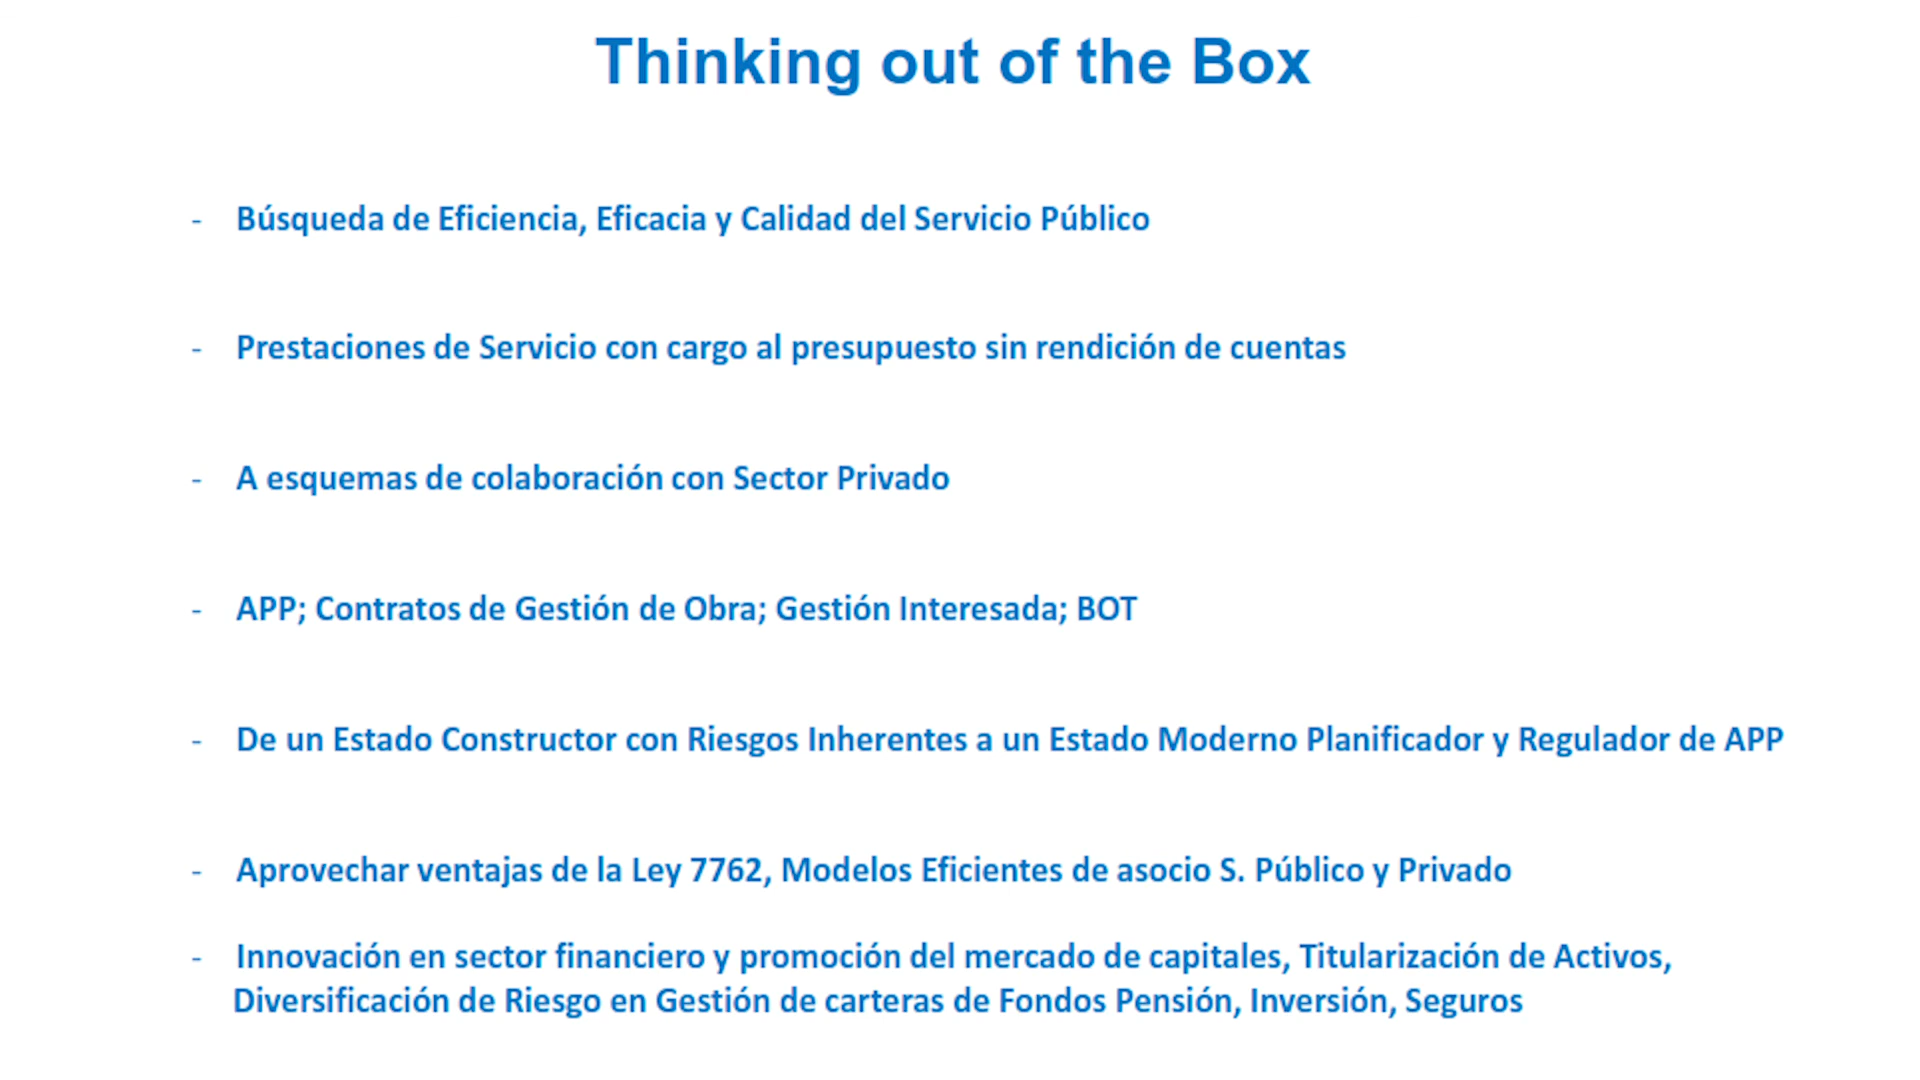 Thinking out of the Box
- Búsqueda de Eficiencia, Eficacia y Calidad del Servicio Público
- Prestaciones de Servicio con cargo al presupuesto sin rendición de cuentas
- A esquemas de colaboración con Sector Privado
- APP; Contratos de Gestión de Obra; Gestión Interesada; BOT
- De un Estado Constructor con Riesgos Inherentes a un Estado Moderno Planificador y Regulador de APP
- Aprovechar ventajas de la Ley 7762, Modelos Eficientes de asocio S. Público y Privado
- Innovación en sector financiero y promoción del mercado de capitales, Titularización de Activos,
Diversificación de Riesgo en Gestión de carteras de Fondos Pensión, Inversión, Seguros